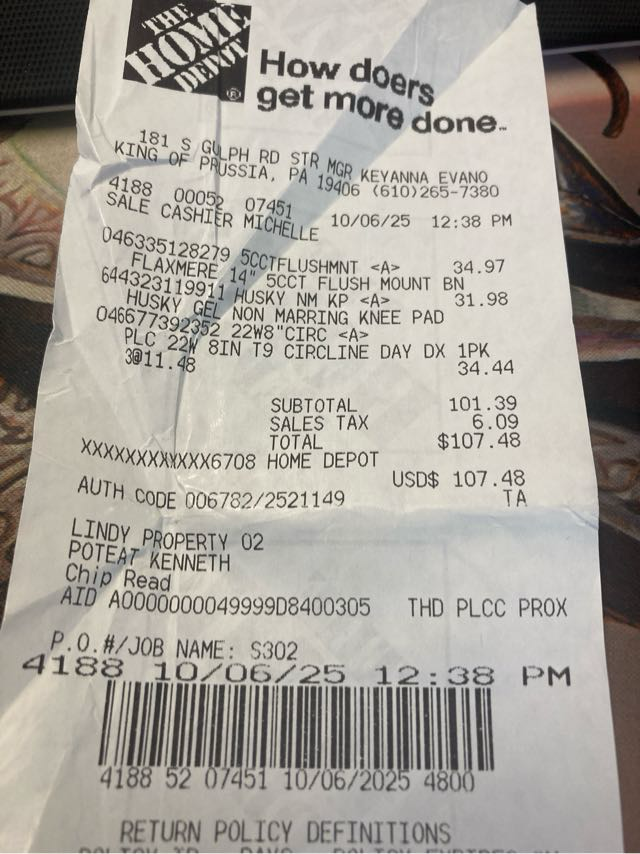 THE
HOME
DEPOT
®
How doers
get more done™
181 S GULPH RD STR MGR KEYANNA EVANO
KING OF PRUSSIA, PA 19406 (610)265-7380
4188 00052 07451 10/06/25 12:38 PM
SALE CASHIER MICHELLE
046335128279 5CCTFLUSHMNT <A> 34.97
FLAXMERE 14" 5CCT FLUSH MOUNT BN
644323119911 HUSKY NM KP <A> 31.98
HUSKY GEL NON MARRING KNEE PAD
046677392352 22W8"CIRC <A>
PLC 22W 8IN T9 CIRCLINE DAY DX 1PK
3@11.48 34.44
SUBTOTAL 101.39
SALES TAX 6.09
TOTAL $107.48
XXXXXXXXXXXX6708 HOME DEPOT
USD$ 107.48
AUTH CODE 006782/2521149 TA
LINDY PROPERTY 02
POTEAT KENNETH
Chip Read
AID A0000000049999D8400305 THD PLCC PROX
P.O.#/JOB NAME: S302
4188 10/06/25 12:38 PM
4188 52 07451 10/06/2025 4800
RETURN POLICY DEFINITIONS